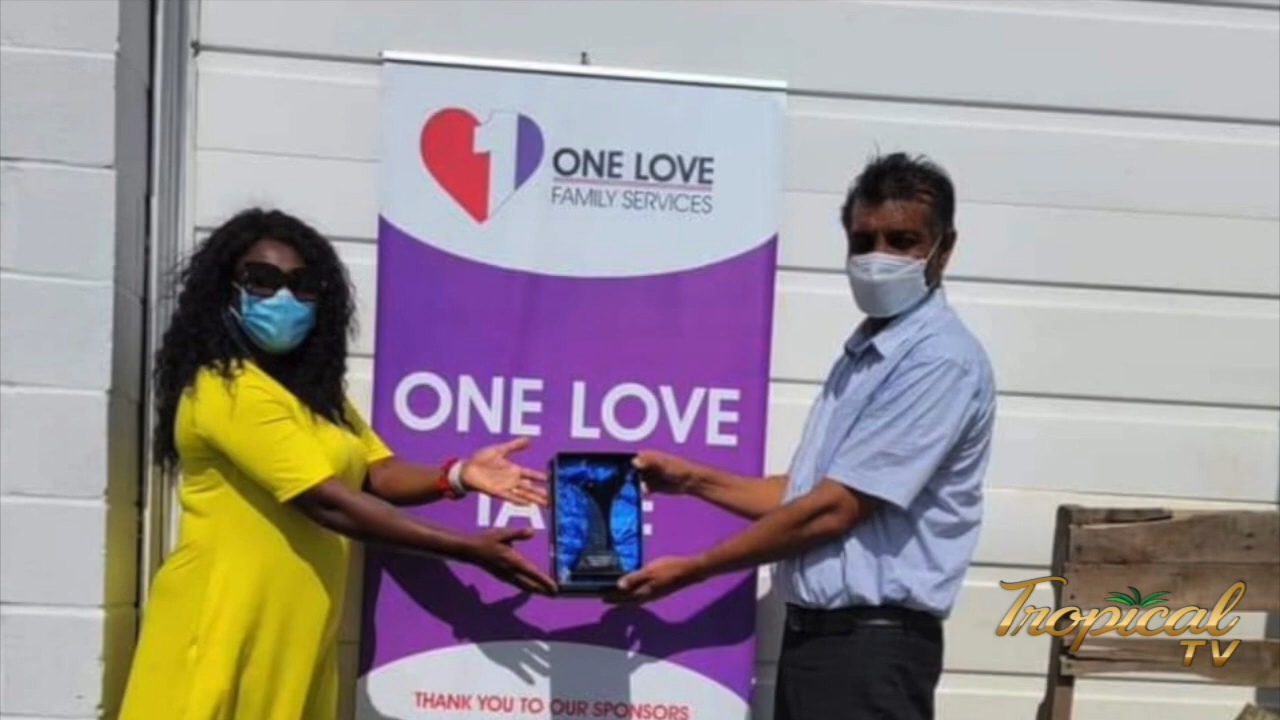 ONE LOVE
FAMILY SERVICES
ONE LOVE
THANK YOU TO OUR SPONSORS
Tropical
TV